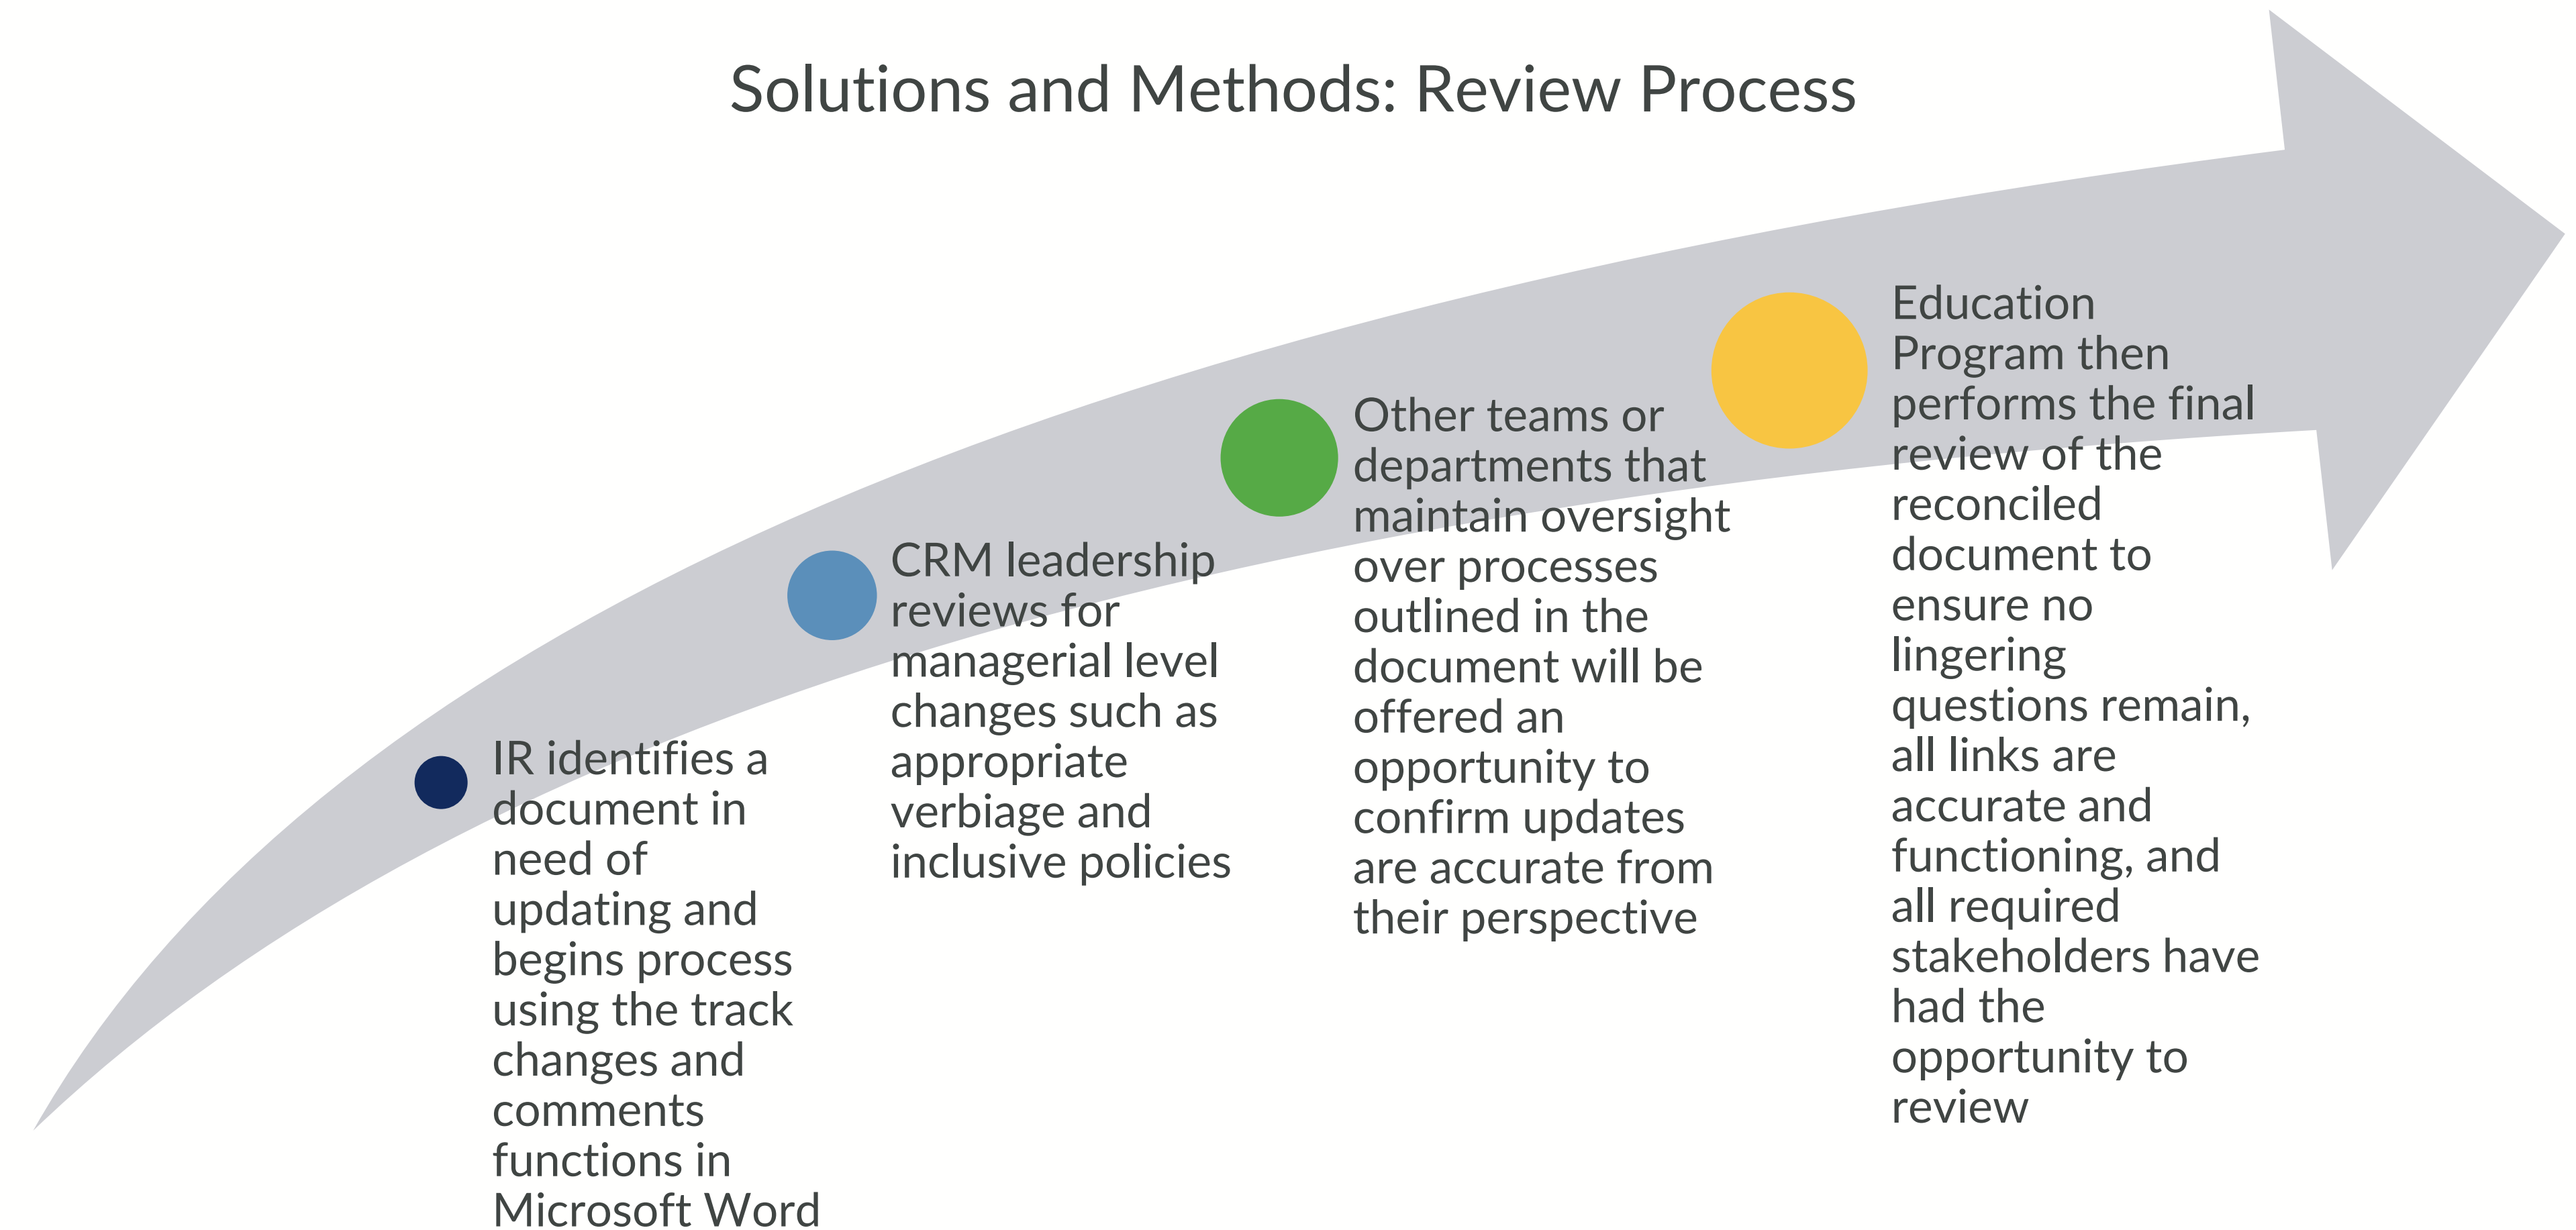 Solutions and Methods: Review Process
IR identifies a
document in
need of
updating and
begins process
using the track
changes and
comments
functions in
Microsoft Word
CRM leadership
reviews for
managerial level
changes such as
appropriate
verbiage and
inclusive policies
Other teams or
departments that
maintain oversight
over processes
outlined in the
document will be
offered an
opportunity to
confirm updates
are accurate from
their perspective
Education
Program then
performs the final
review of the
reconciled
document to
ensure no
lingering
questions remain,
all links are
accurate and
functioning, and
all required
stakeholders have
had the
opportunity to
review